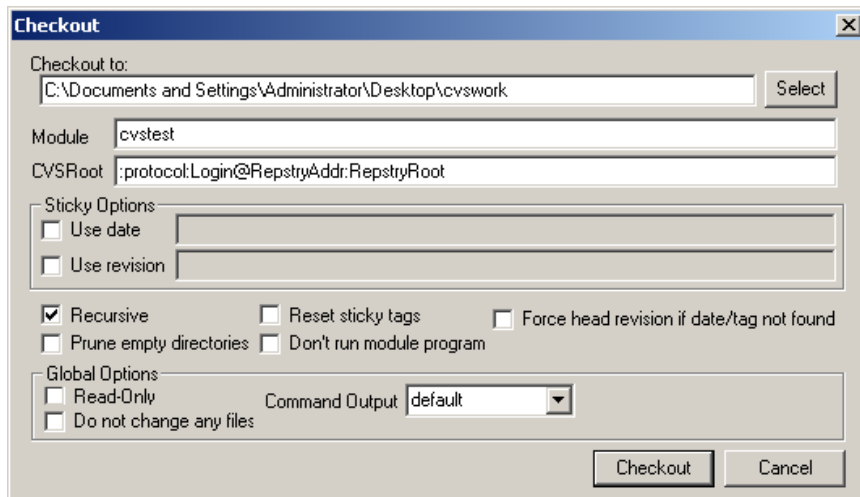 Checkout
Checkout to:
C:\Documents and Settings\Administrator\Desktop\cvswork
Select
Module
cvstest
CVSRoot
:protocol:Login@RepstryAddr:RepstryRoot
Sticky Options
Use date
Use revision
Recursive
Reset sticky tags
Force head revision if date/tag not found
Prune empty directories
Don't run module program
Global Options
Read-Only
Command Output
default
Do not change any files
Checkout
Cancel